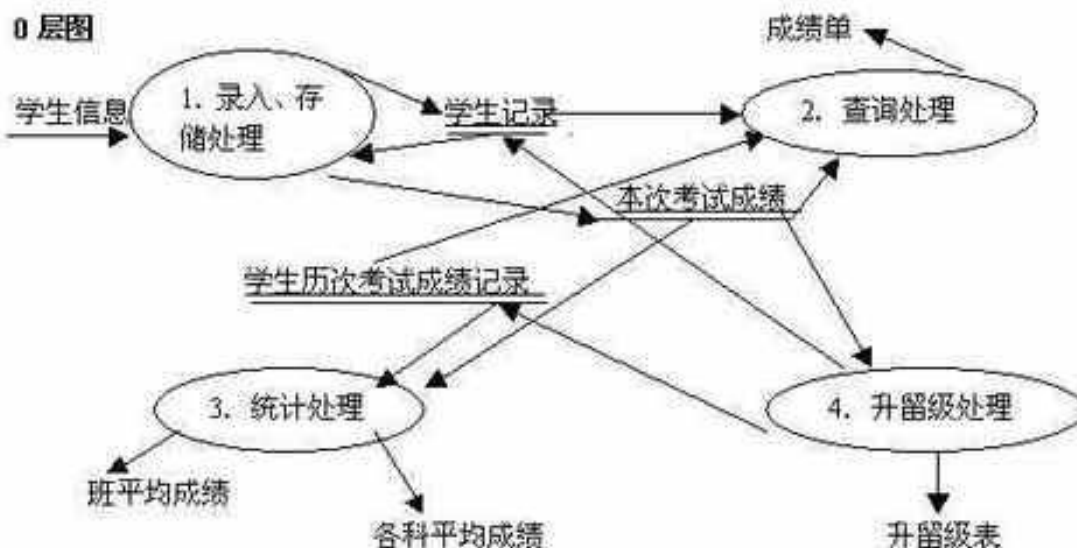 0 层图
成绩单
学生信息
1. 录入、存
储处理
学生记录
2. 查询处理
本次考试成绩
学生历次考试成绩记录
3. 统计处理
4. 升留级处理
班平均成绩
各科平均成绩
升留级表